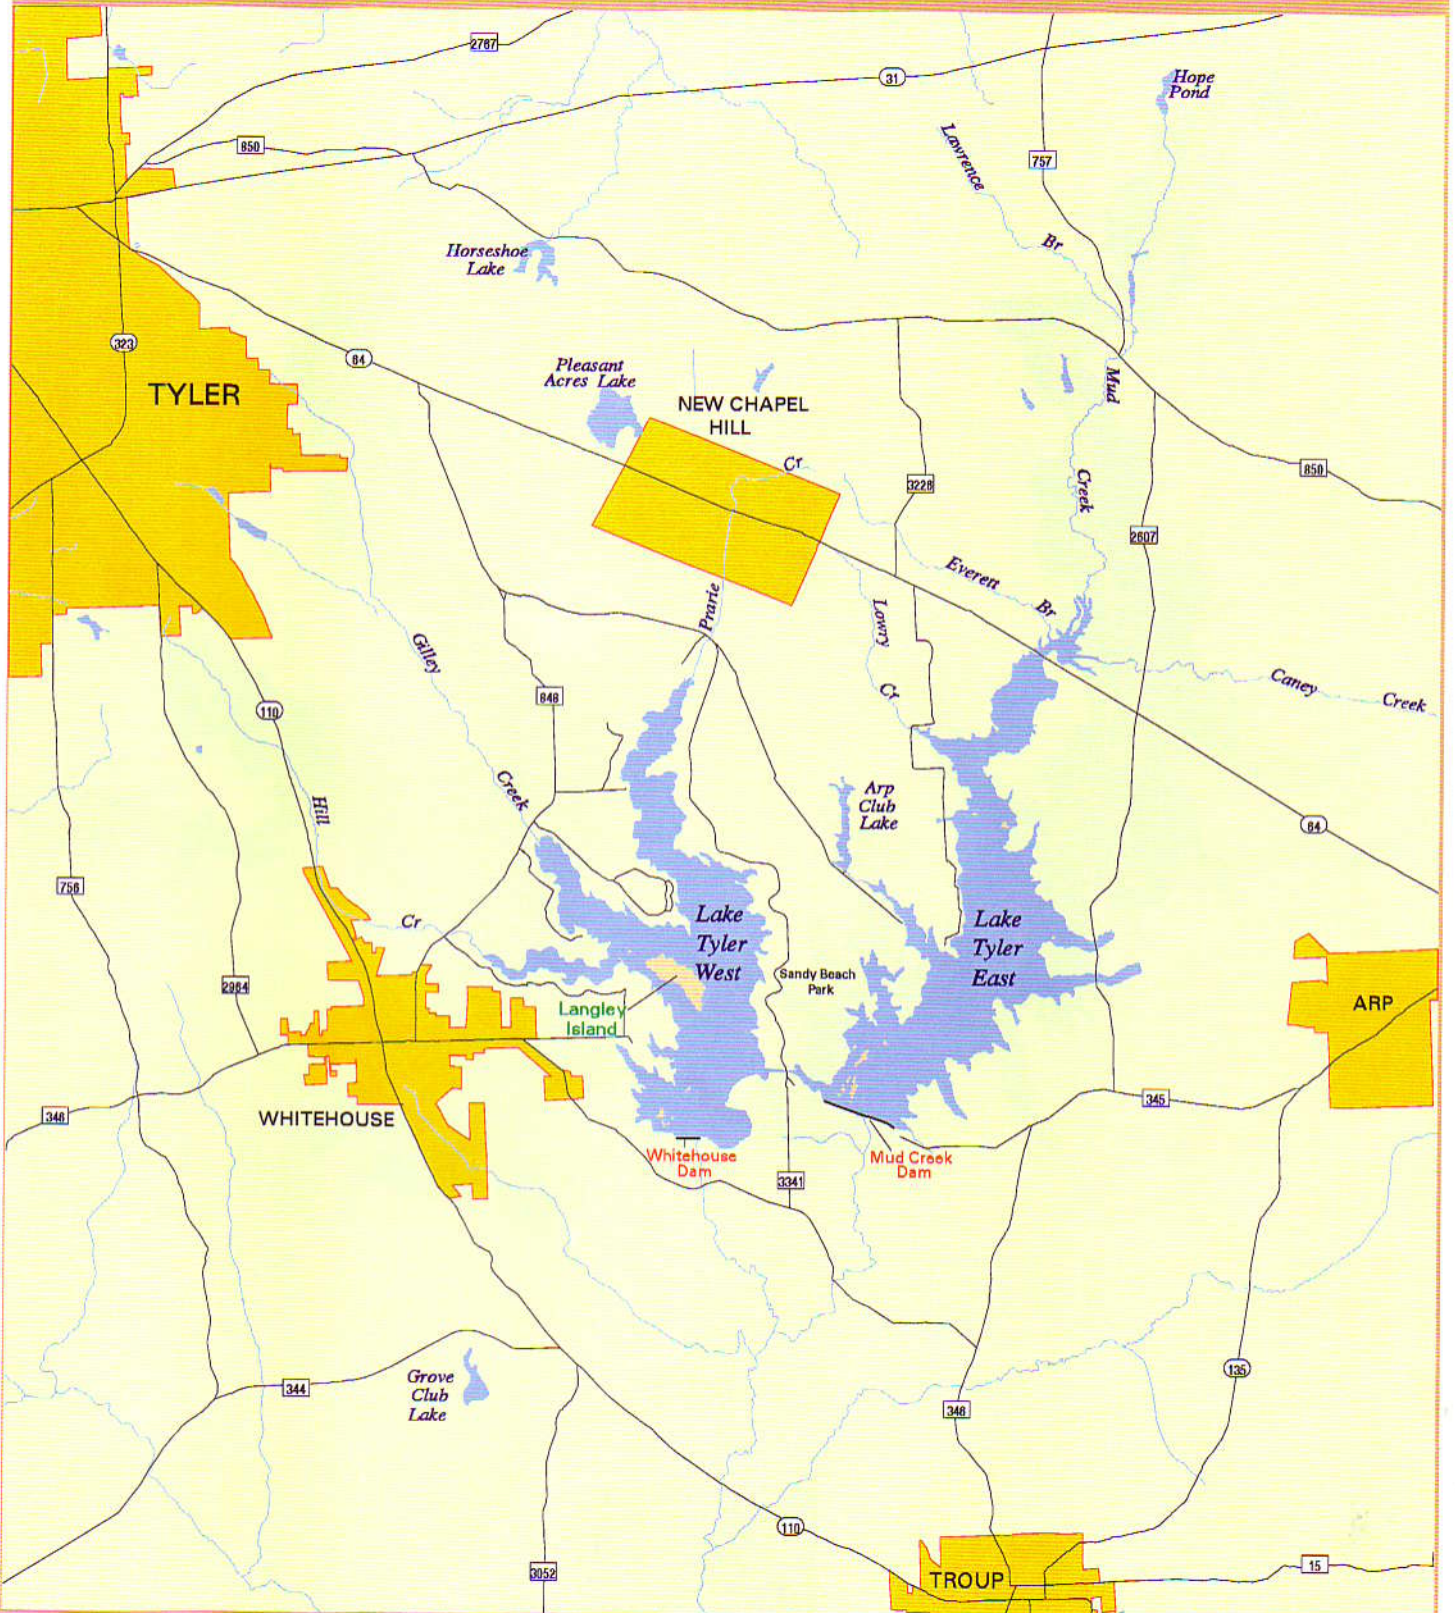 2767
31
Hope
Pond
850
Lawrence
757
Br
Horseshoe
Lake
323
64
Pleasant
Acres Lake
Mud
TYLER
NEW CHAPEL
HILL
Cr
850
3226
Creek
2607
Everett
Br
Prarie
Lowry
Gilley
Caney
Creek
Cr
848
110
Creek
Hill
Arp
Club
Lake
64
756
Cr
Lake
Tyler
West
Lake
Tyler
East
Sandy Beach
Park
2964
Langley
Island
ARP
346
WHITEHOUSE
345
Whitehouse
Dam
Mud Creek
Dam
3341
344
Grove
Club
Lake
135
346
110
3052
TROUP
15